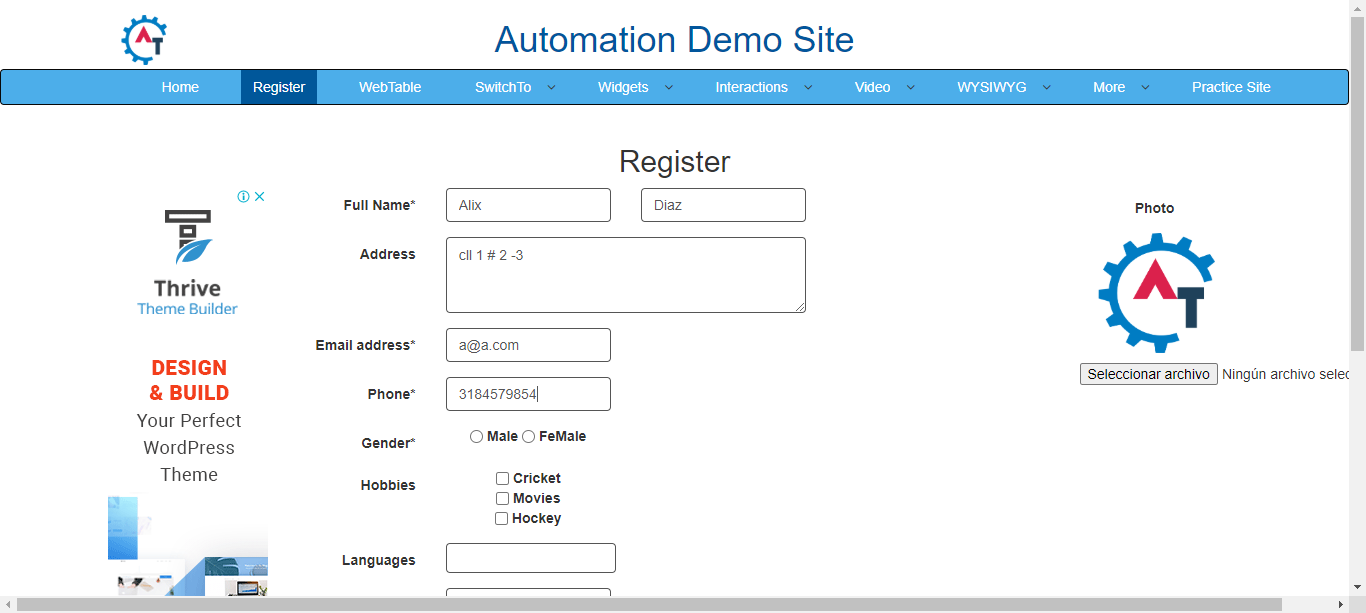 AT
Automation Demo Site
Home Register WebTable SwitchTo Widgets Interactions Video WYSIWYG More Practice Site
Register
Full Name* Alix Diaz
Photo
Address cll 1 # 2 -3
AT
Email address* a@a.com
Seleccionar archivo Ningún archivo selec
Phone* 3184579854
Gender* Male FeMale
Hobbies Cricket
Movies
Hockey
Languages
Thrive
Theme Builder
DESIGN
& BUILD
Your Perfect
WordPress
Theme